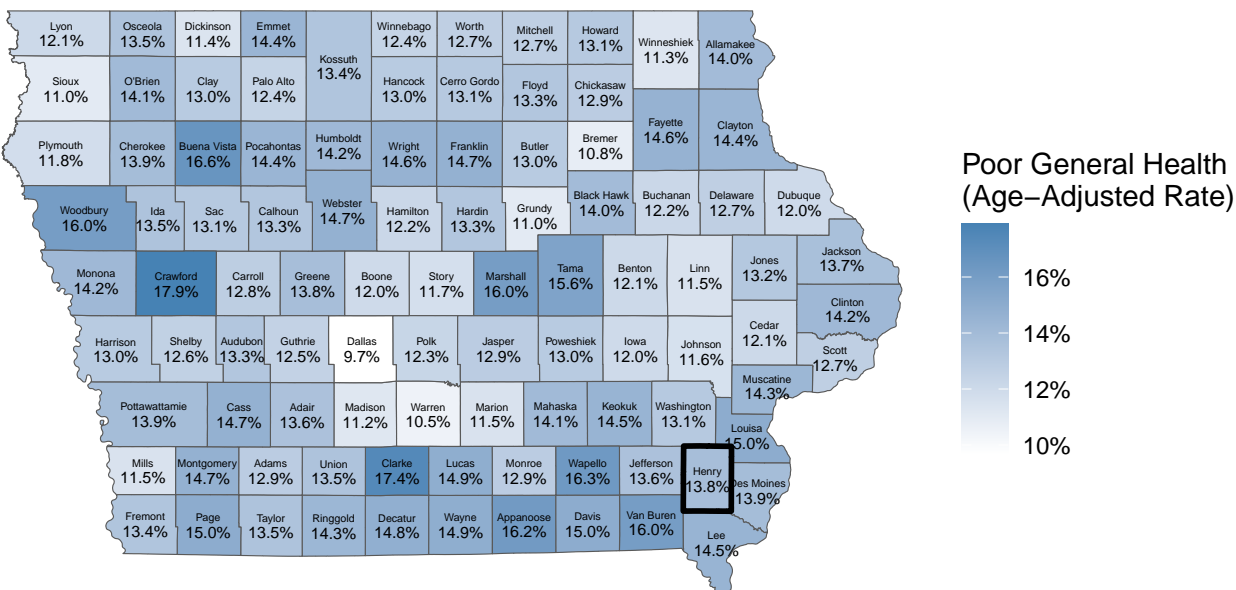 Lyon
12.1%
Osceola
13.5%
Dickinson
11.4%
Emmet
14.4%
Kossuth
13.4%
Winnebago
12.4%
Worth
12.7%
Mitchell
12.7%
Howard
13.1%
Winneshiek
11.3%
Allamakee
14.0%
Sioux
11.0%
O'Brien
14.1%
Clay
13.0%
Palo Alto
12.4%
Hancock
13.0%
Cerro Gordo
13.1%
Floyd
13.3%
Chickasaw
12.9%
Fayette
14.6%
Clayton
14.4%
Plymouth
11.8%
Cherokee
13.9%
Buena Vista
16.6%
Pocahontas
14.4%
Humboldt
14.2%
Wright
14.6%
Franklin
14.7%
Butler
13.0%
Bremer
10.8%
Woodbury
16.0%
Ida
13.5%
Sac
13.1%
Calhoun
13.3%
Webster
14.7%
Hamilton
12.2%
Hardin
13.3%
Grundy
11.0%
Black Hawk
14.0%
Buchanan
12.2%
Delaware
12.7%
Dubuque
12.0%
Monona
14.2%
Crawford
17.9%
Carroll
12.8%
Greene
13.8%
Boone
12.0%
Story
11.7%
Marshall
16.0%
Tama
15.6%
Benton
12.1%
Linn
11.5%
Jones
13.2%
Jackson
13.7%
Clinton
14.2%
Harrison
13.0%
Shelby
12.6%
Audubon
13.3%
Guthrie
12.5%
Dallas
9.7%
Polk
12.3%
Jasper
12.9%
Poweshiek
13.0%
Iowa
12.0%
Johnson
11.6%
Cedar
12.1%
Scott
12.7%
Muscatine
14.3%
Pottawattamie
13.9%
Cass
14.7%
Adair
13.6%
Madison
11.2%
Warren
10.5%
Marion
11.5%
Mahaska
14.1%
Keokuk
14.5%
Washington
13.1%
Louisa
15.0%
Mills
11.5%
Montgomery
14.7%
Adams
12.9%
Union
13.5%
Clarke
17.4%
Lucas
14.9%
Monroe
12.9%
Wapello
16.3%
Jefferson
13.6%
Henry
13.8%
Des Moines
13.9%
Fremont
13.4%
Page
15.0%
Taylor
13.5%
Ringgold
14.3%
Decatur
14.8%
Wayne
14.9%
Appanoose
16.2%
Davis
15.0%
Van Buren
16.0%
Lee
14.5%
Poor General Health
(Age−Adjusted Rate)
16%
14%
12%
10%